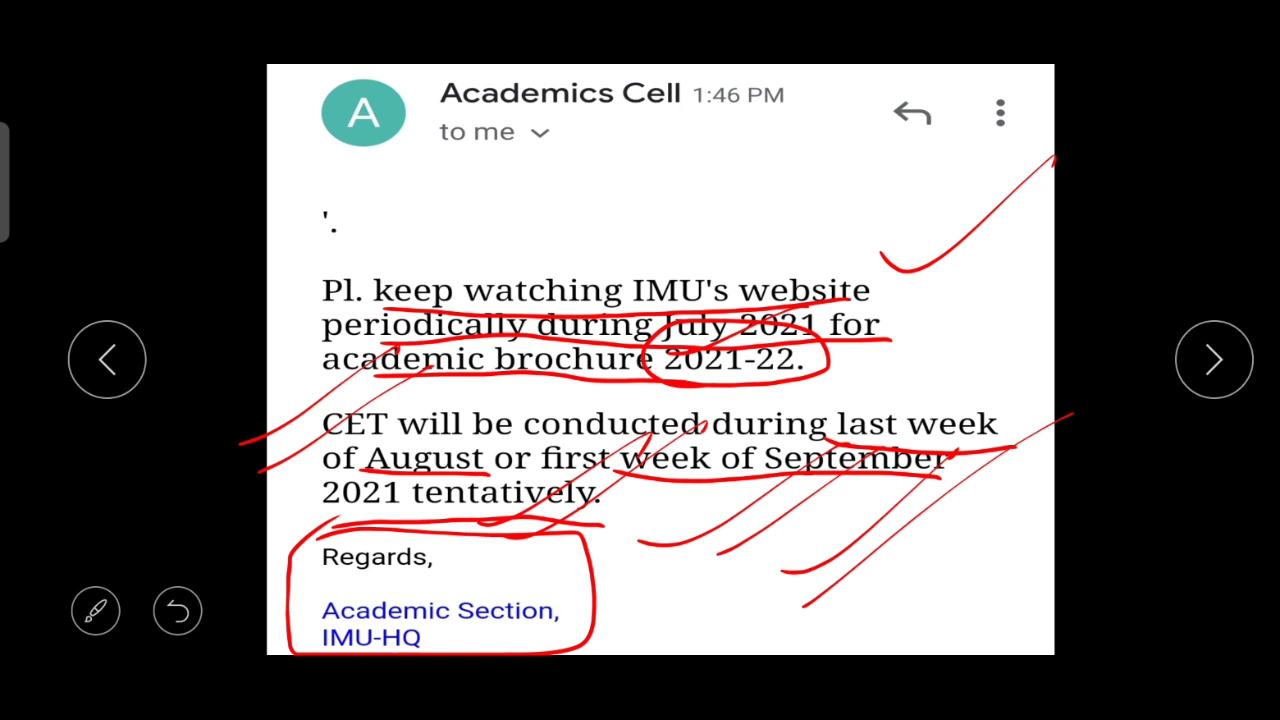 A
Academics Cell 1:46 PM
to me
'.
Pl. keep watching IMU's website
periodically during July 2021 for
academic brochure 2021-22.
CET will be conducted during last week
of August or first week of September
2021 tentatively.
Regards,
Academic Section,
IMU-HQ